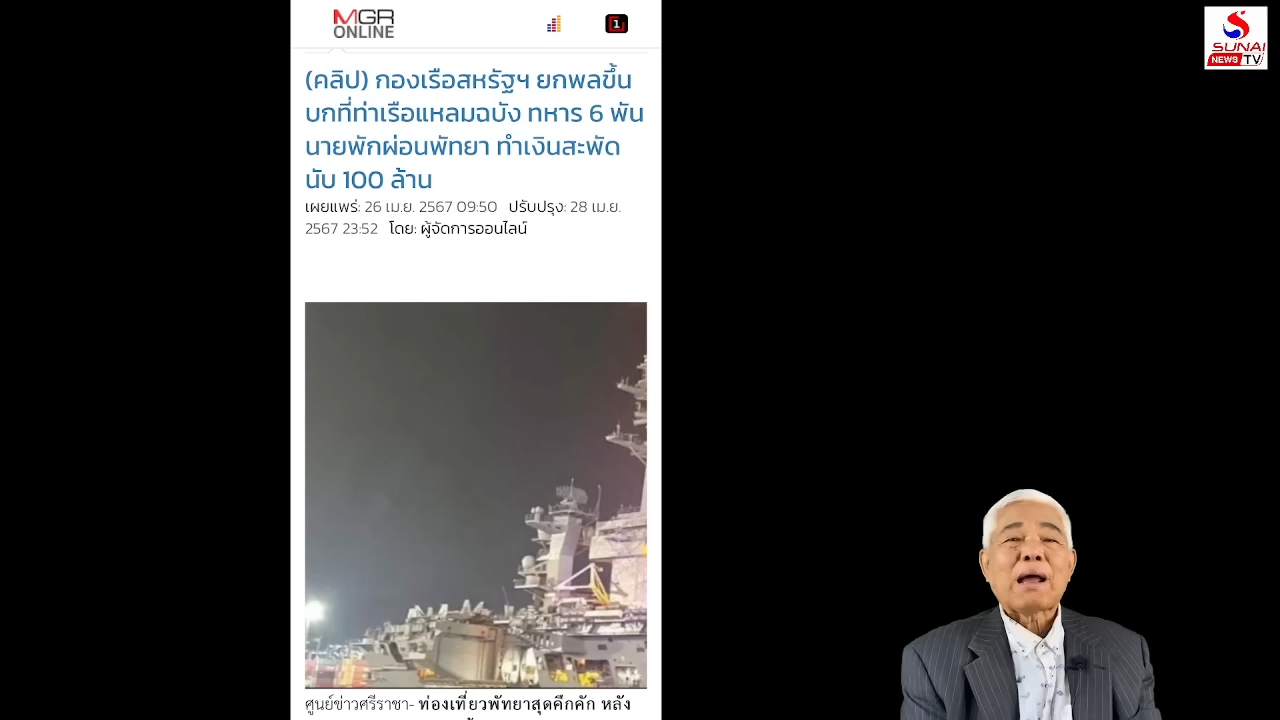 MGR
ONLINE
1
SUNAI
NEWS TV
(คลิป) กองเรือสหรัฐฯ ยกพลขึ้น
บกที่ท่าเรือแหลมฉบัง ทหาร 6 พัน
นายพักผ่อนพัทยา ทำเงินสะพัด
นับ 100 ล้าน
เผยแพร่: 26 เม.ย. 2567 09:50 ปรับปรุง: 28 เม.ย.
2567 23:52 โดย: ผู้จัดการออนไลน์
ศูนย์ข่าวศรีราชา- ท่องเที่ยวพัทยาสุดคึกคัก หลัง